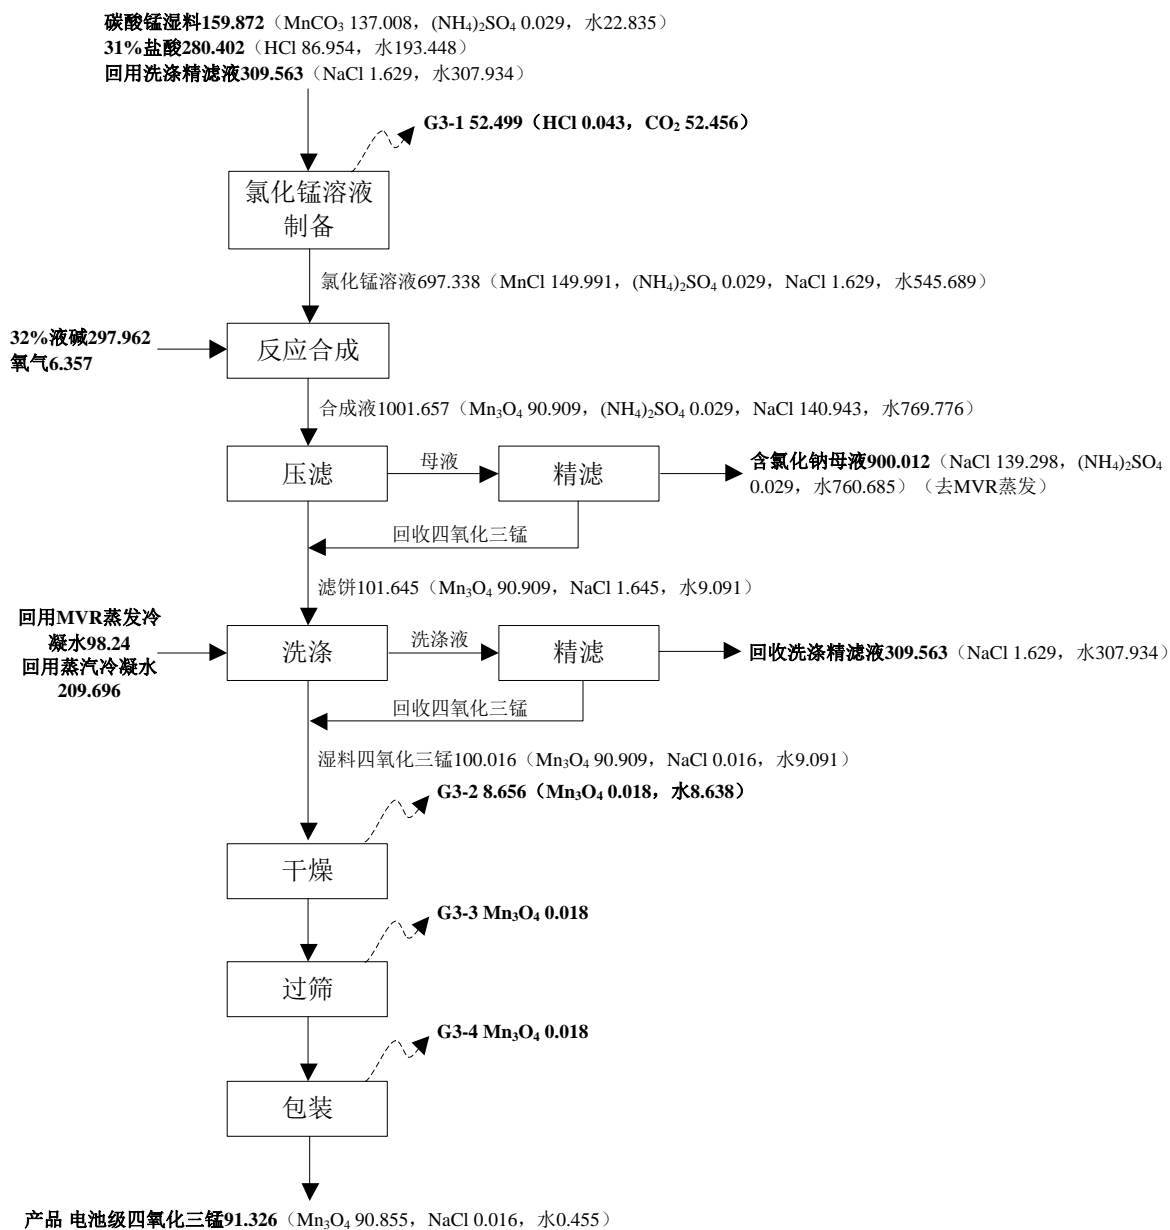 碳酸锰湿料159.872（MnCO₃ 137.008，(NH₄)₂SO₄ 0.029，水22.835）
31%盐酸280.402（HCl 86.954，水193.448）
回用洗涤精滤液309.563（NaCl 1.629，水307.934）
G3-1 52.499（HCl 0.043，CO₂ 52.456）
氯化锰溶液
制备
氯化锰溶液697.338（MnCl 149.991，(NH₄)₂SO₄ 0.029，NaCl 1.629，水545.689）
32%液碱297.962
氧气6.357
反应合成
合成液1001.657（Mn₃O₄ 90.909，(NH₄)₂SO₄ 0.029，NaCl 140.943，水769.776）
压滤
母液
精滤
含氯化钠母液900.012（NaCl 139.298，(NH₄)₂SO₄
0.029，水760.685）（去MVR蒸发）
回收四氧化三锰
滤饼101.645（Mn₃O₄ 90.909，NaCl 1.645，水9.091）
回用MVR蒸发冷
凝水98.24
回用蒸汽冷凝水
209.696
洗涤
洗涤液
精滤
回收洗涤精滤液309.563（NaCl 1.629，水307.934）
回收四氧化三锰
湿料四氧化三锰100.016（Mn₃O₄ 90.909，NaCl 0.016，水9.091）
G3-2 8.656（Mn₃O₄ 0.018，水8.638）
干燥
G3-3 Mn₃O₄ 0.018
过筛
G3-4 Mn₃O₄ 0.018
包装
产品 电池级四氧化三锰91.326（Mn₃O₄ 90.855，NaCl 0.016，水0.455）